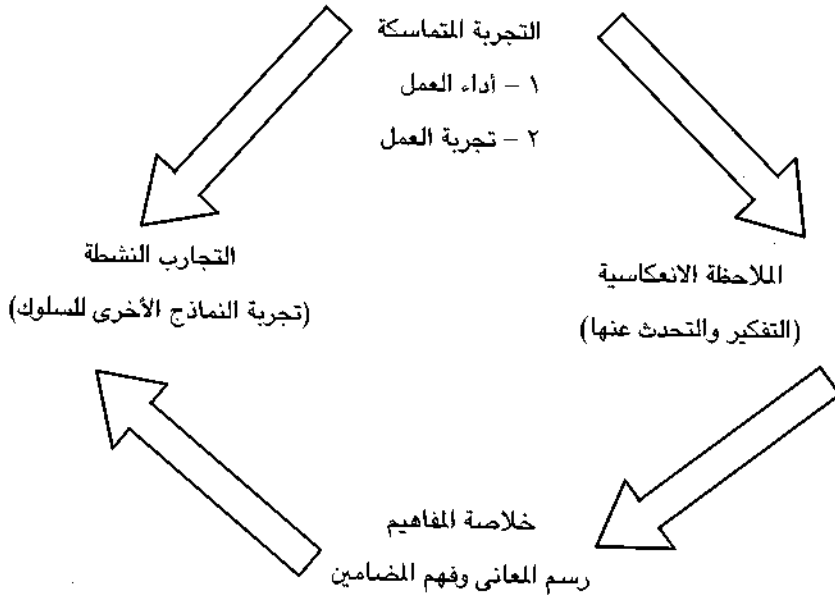 التجربة المتماسكة
١ – أداء العمل
٢ – تجربة العمل
الملاحظة الانعكاسية
(التفكير والتحدث عنها)
خلاصة المفاهيم
رسم المعانى وفهم المضامين
التجارب النشطة
(تجربة النماذج الأخرى للسلوك)